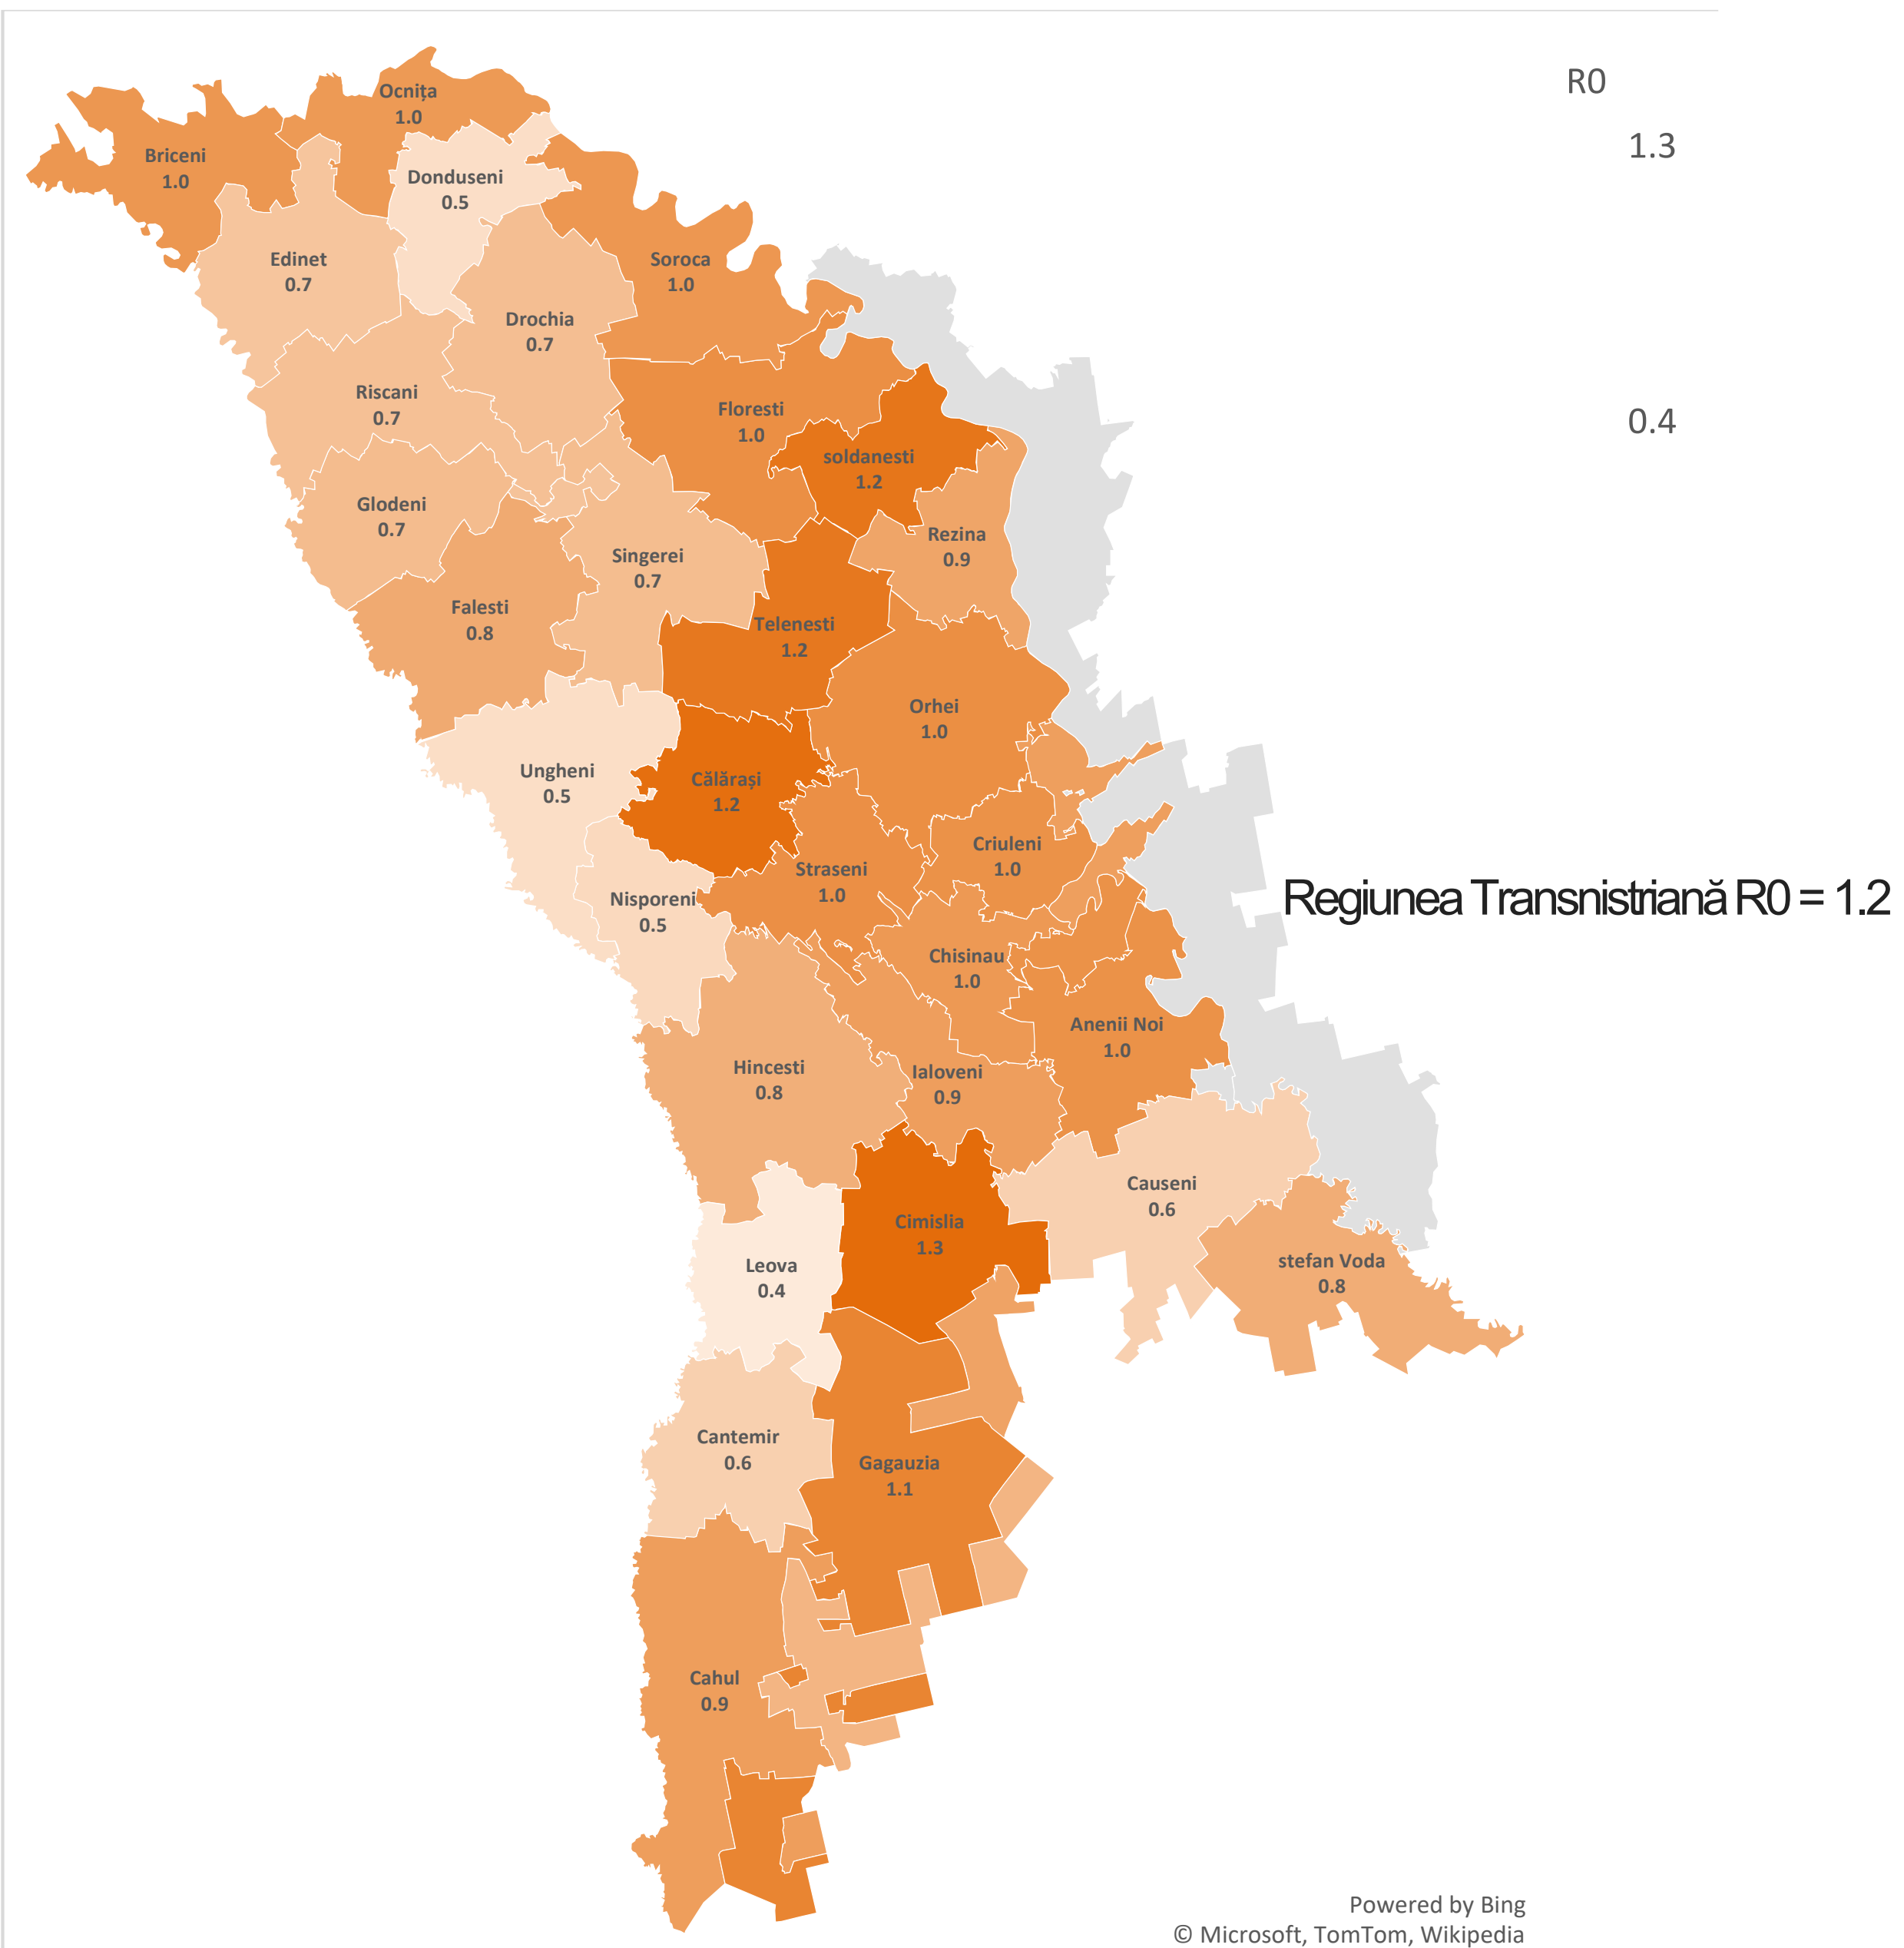 R0
1.3
0.4
Ocnița
1.0
Briceni
1.0
Donduseni
0.5
Edinet
0.7
Soroca
1.0
Drochia
0.7
Riscani
0.7
Floresti
1.0
soldanesti
1.2
Glodeni
0.7
Rezina
0.9
Singerei
0.7
Falesti
0.8
Telenesti
1.2
Orhei
1.0
Ungheni
0.5
Călărași
1.2
Criuleni
1.0
Straseni
1.0
Nisporeni
0.5
Regiunea Transnistriană R0 = 1.2
Chisinau
1.0
Anenii Noi
1.0
Hincesti
0.8
Ialoveni
0.9
Causeni
0.6
Cimislia
1.3
Leova
0.4
stefan Voda
0.8
Cantemir
0.6
Gagauzia
1.1
Cahul
0.9
Powered by Bing
© Microsoft, TomTom, Wikipedia